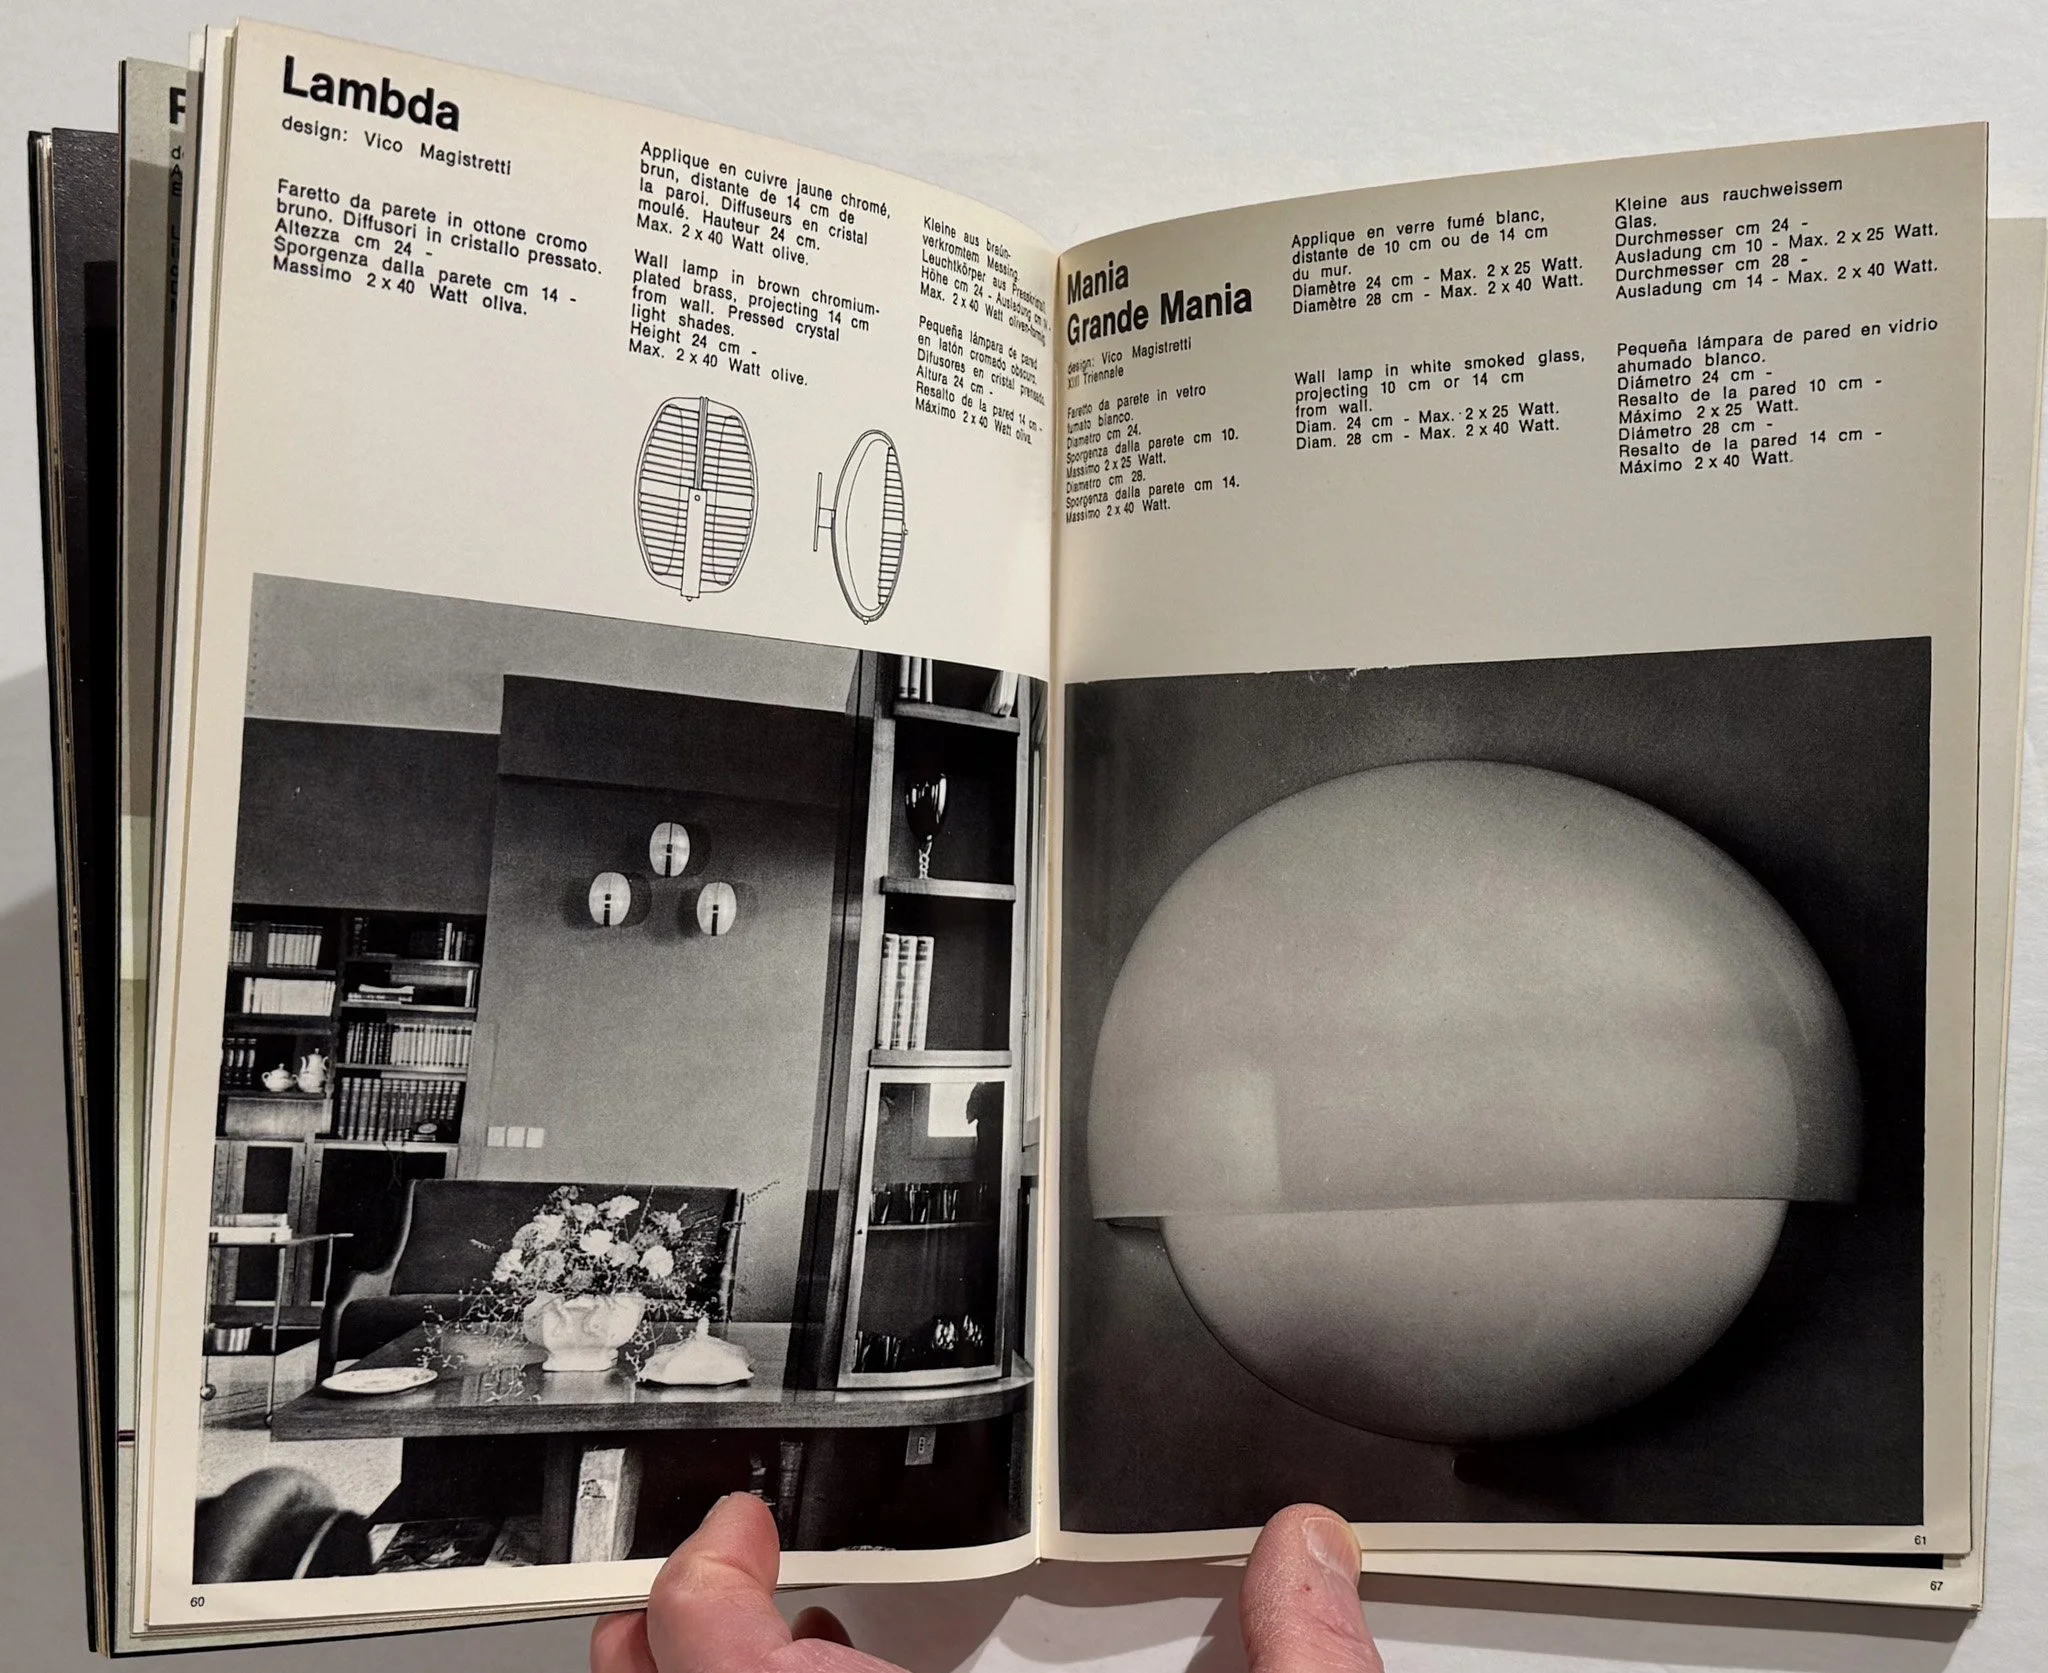 Lambda
design: Vico Magistretti
Faretto da parete in ottone cromo
bruno. Diffusori in cristallo pressato.
Altezza cm 24 -
Sporgenza dalla parete cm 14 -
Massimo 2 x 40 Watt oliva.
Applique en cuivre jaune chromé,
brun, distante de 14 cm de
la paroi. Diffuseurs en cristal
moulé. Hauteur 24 cm.
Max. 2 x 40 Watt olive.
Wall lamp in brown chromium-
plated brass, projecting 14 cm
from wall. Pressed crystal
light shades.
Height 24 cm -
Max. 2 x 40 Watt olive.
Kleine aus braün-
verkromtem Messing.
Leuchtkörper aus Presskristall.
Höhe cm 24 - Ausladung cm 14 -
Max. 2 x 40 Watt
Pequeña lámpara de pared
en latón cromado obscuro.
Difusores en cristal prensado.
Altura 24 cm -
Resalto de la pared 14 cm -
Máximo 2 x 40 Watt oliva.
60
Mania
Grande Mania
design: Vico Magistretti
XIII Triennale
Faretto da parete in vetro
fumato bianco.
Diametro cm 24.
Sporgenza dalla parete cm 10.
Massimo 2 x 25 Watt.
Diametro cm 28.
Sporgenza dalla parete cm 14.
Massimo 2 x 40 Watt.
Applique en verre fumé blanc,
distante de 10 cm ou de 14 cm
du mur.
Diamètre 24 cm - Max. 2 x 25 Watt.
Diamètre 28 cm - Max. 2 x 40 Watt.
Wall lamp in white smoked glass,
projecting 10 cm or 14 cm
from wall.
Diam. 24 cm - Max. 2 x 25 Watt.
Diam. 28 cm - Max. 2 x 40 Watt.
Kleine aus rauchweissem
Glas.
Durchmesser cm 24 -
Ausladung cm 10 - Max. 2 x 25 Watt.
Durchmesser cm 28 -
Ausladung cm 14 - Max. 2 x 40 Watt.
Pequeña lámpara de pared en vidrio
ahumado blanco.
Diámetro 24 cm -
Resalto de la pared 10 cm -
Máximo 2 x 25 Watt.
Diámetro 28 cm -
Resalto de la pared 14 cm -
Máximo 2 x 40 Watt.
61
67